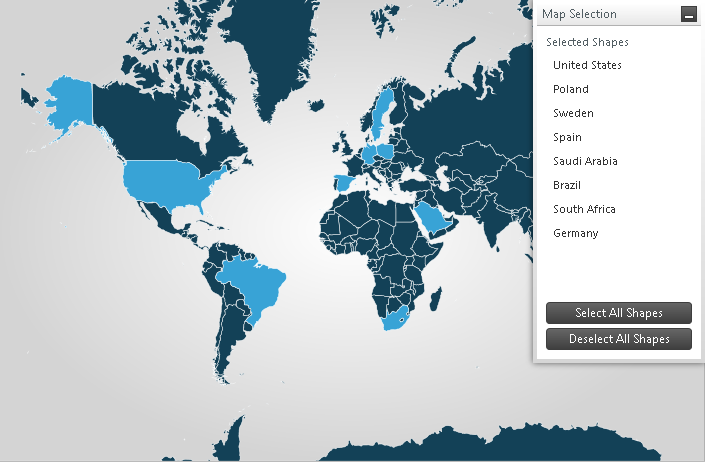 Map Selection
Selected Shapes
United States
Poland
Sweden
Spain
Saudi Arabia
Brazil
South Africa
Germany
Select All Shapes
Deselect All Shapes